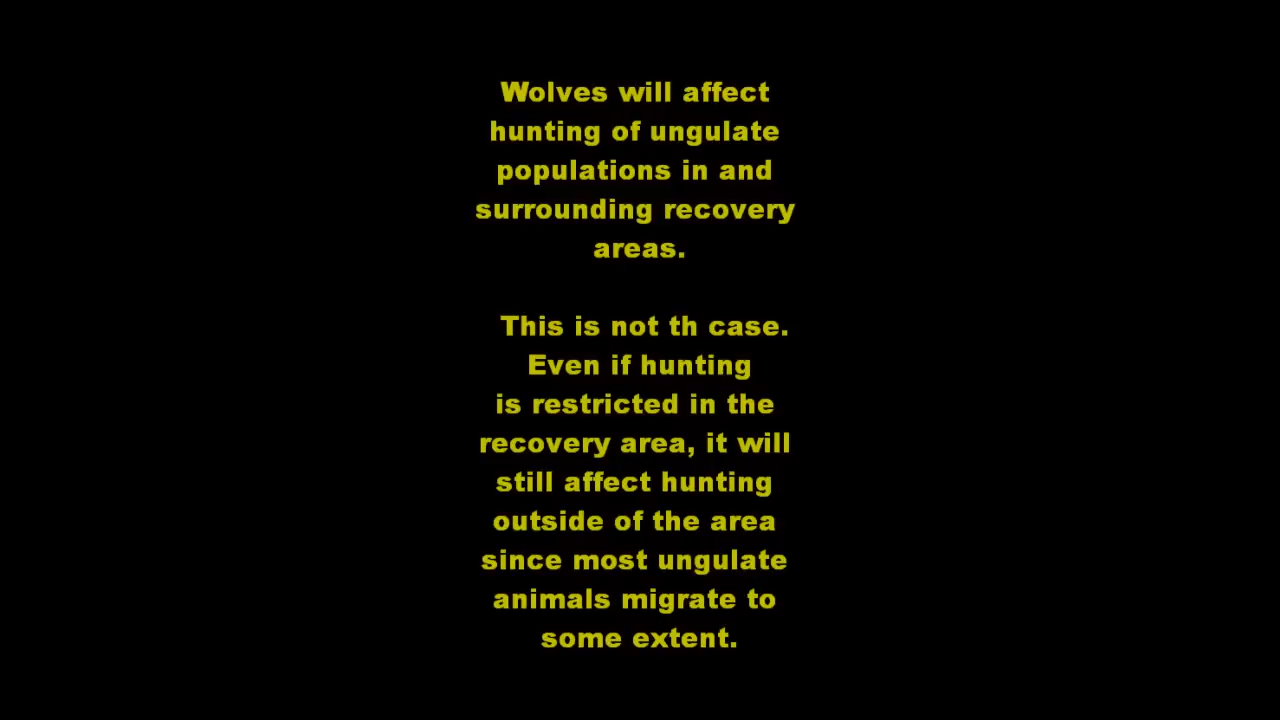 Wolves will affect
hunting of ungulate
populations in and
surrounding recovery
areas.
This is not th case.
Even if hunting
is restricted in the
recovery area, it will
still affect hunting
outside of the area
since most ungulate
animals migrate to
some extent.